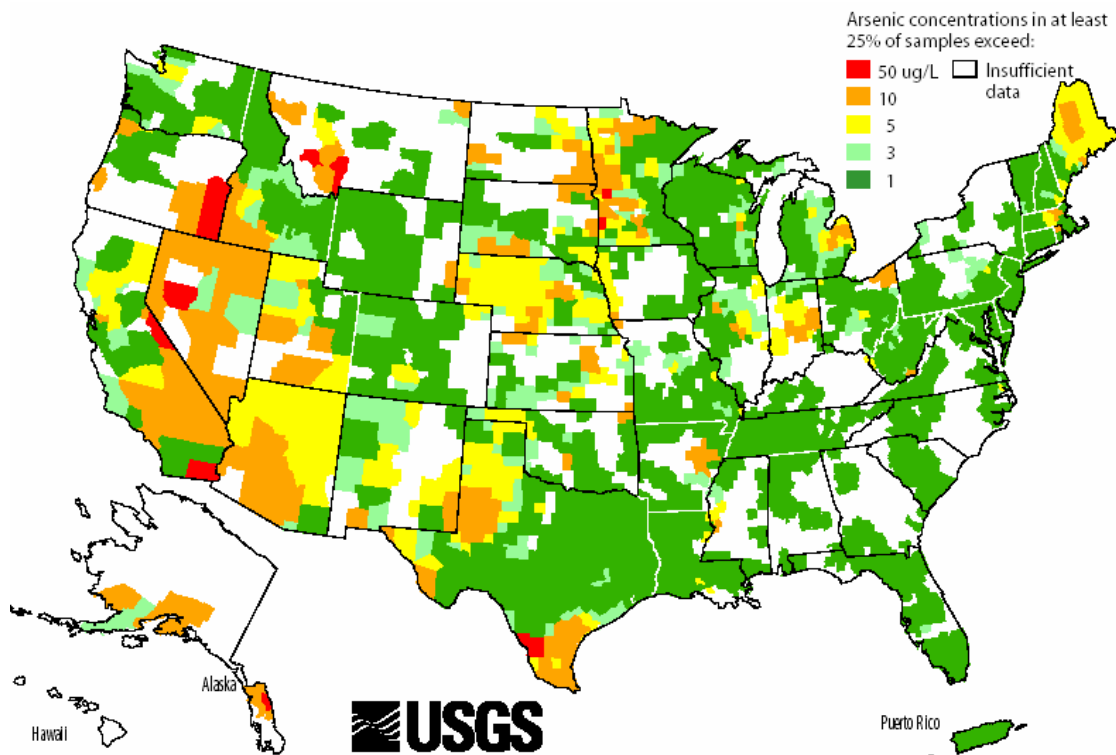 Arsenic concentrations in at least
25% of samples exceed:
50 ug/L Insufficient
data
10
5
3
1
Alaska
Hawaii
USGS
Puerto Rico